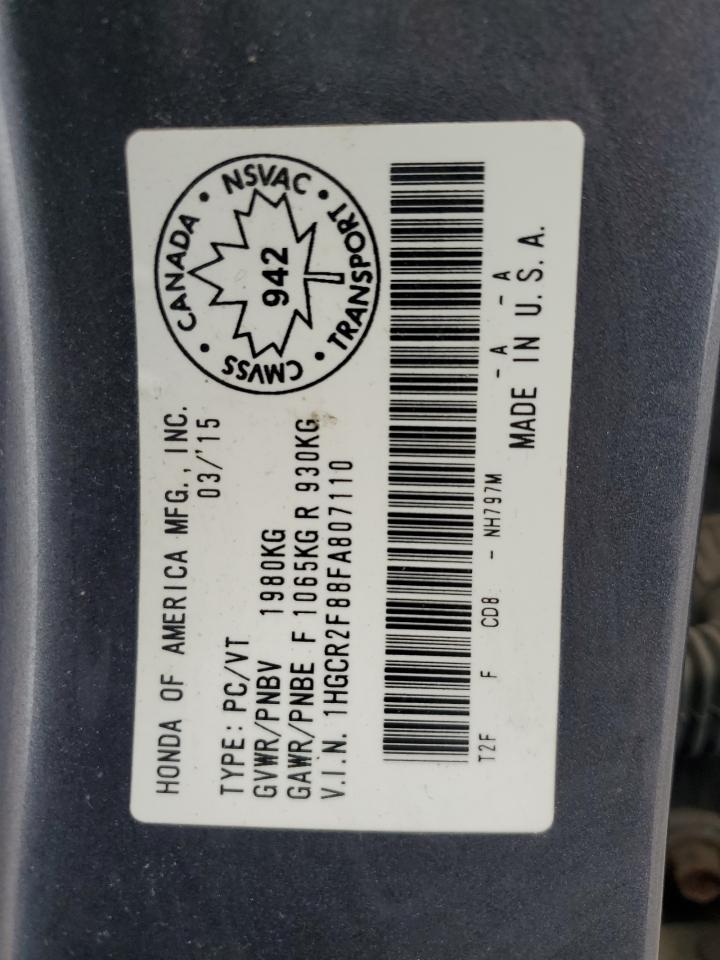 HONDA OF AMERICA MFG., INC.
03/'15
TYPE: PC/VT
GVWR/PNBV 1980KG
GAWR/PNBE F 1065KG R 930KG
V.I.N. 1HGCR2F88FA807110
CANADA • NSVAC • TRANSPORT • CMVSS •
942
T2F F CD8: - NH797M - A - A
MADE IN U.S.A.